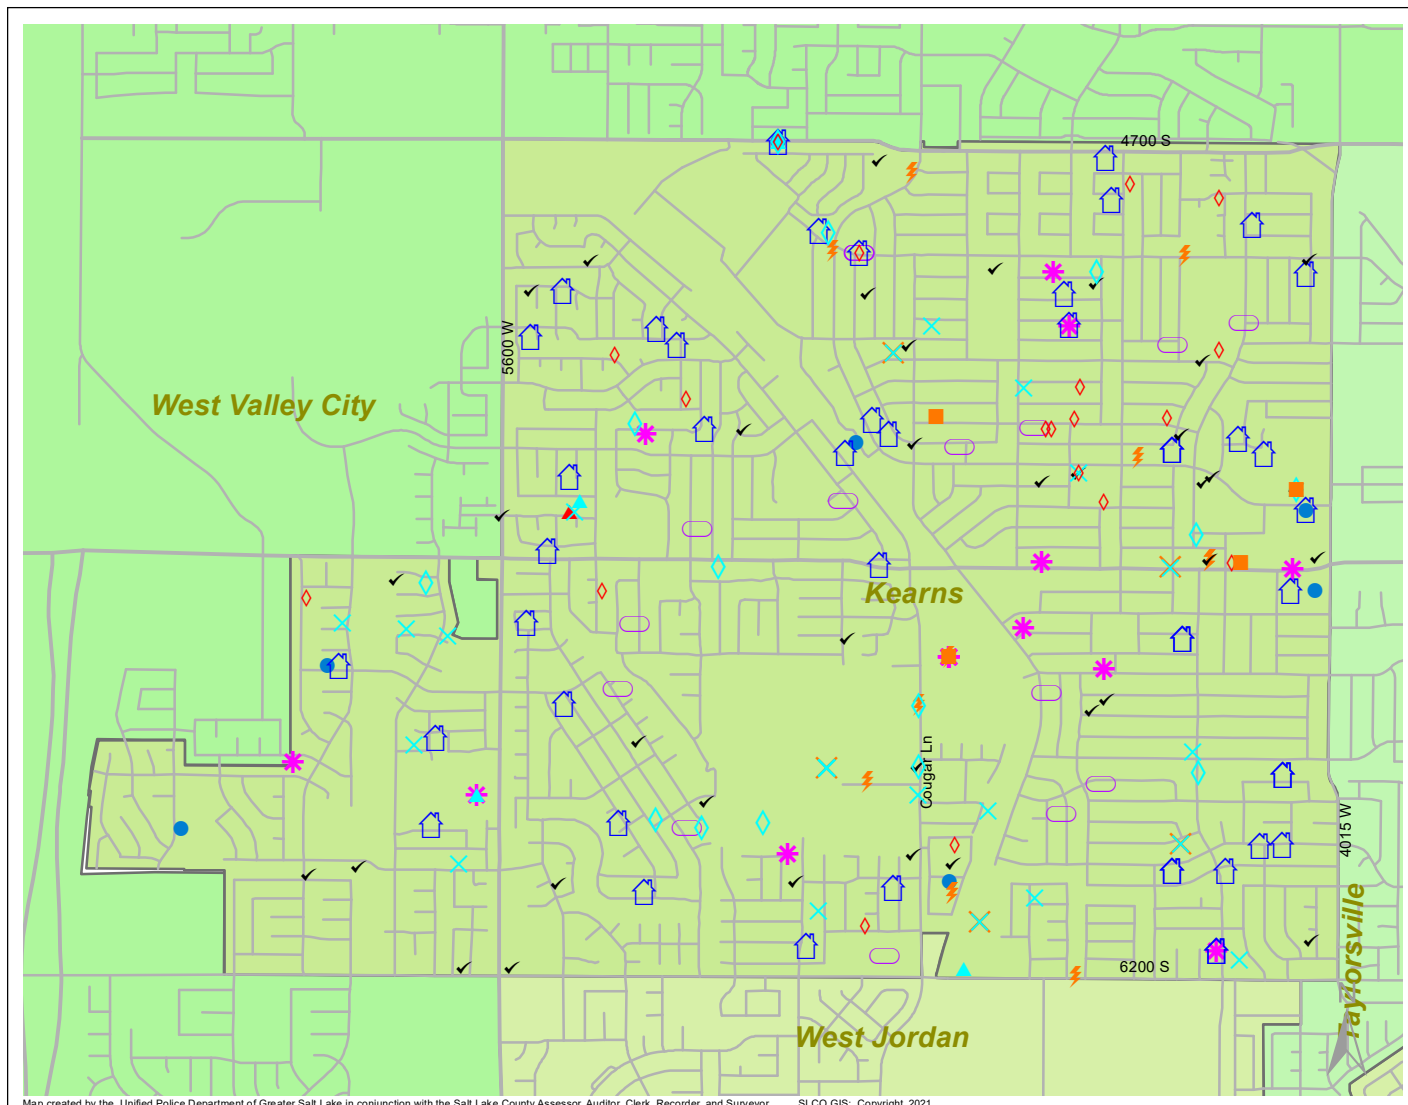 4700 S
5600 W
West Valley City
Kearns
Cougar Ln
4015 W
Taylorsville
6200 S
West Jordan
Map created by the Unified Police Department of Greater Salt Lake in conjunction with the Salt Lake County Assessor, Auditor, Clerk, Recorder, and Surveyor. SLCO GIS: Copyright 2021